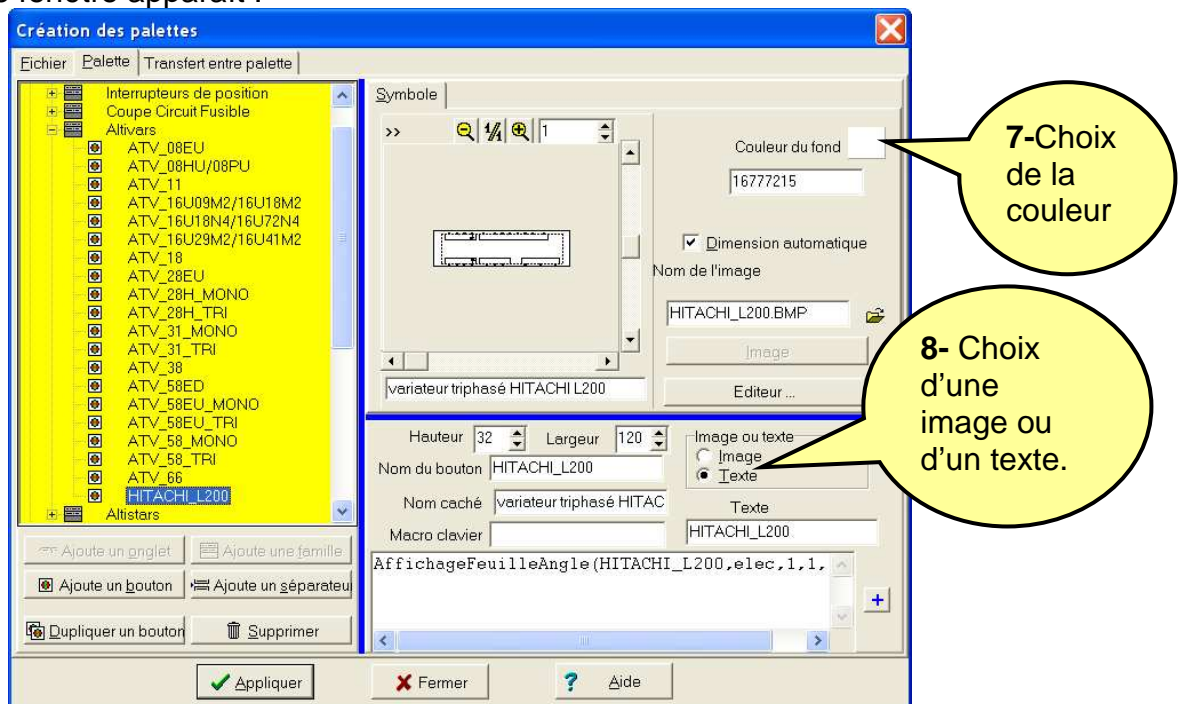 fenêtre apparaît :
Création des palettes
Fichier Palette Transfert entre palette
Interrupteurs de position
Coupe Circuit Fusible
Altivars
ATV_08EU
ATV_08HU/08PU
ATV_11
ATV_16U09M2/16U18M2
ATV_16U18N4/16U72N4
ATV_16U29M2/16U41M2
ATV_18
ATV_28EU
ATV_28H_MONO
ATV_28H_TRI
ATV_31_MONO
ATV_31_TRI
ATV_38
ATV_58ED
ATV_58EU_MONO
ATV_58EU_TRI
ATV_58_MONO
ATV_58_TRI
ATV_66
HITACHI_L200
Altistars
Ajoute un onglet Ajoute une famille
Ajoute un bouton Ajoute un séparateu
Dupliquer un bouton Supprimer
Symbole
>> 1/4 1
Couleur du fond
16777215
Dimension automatique
Nom de l'image
HITACHI_L200.BMP
Image
Editeur ...
variateur triphasé HITACHI L200
Hauteur 32 Largeur 120
Image ou texte
Image
Texte
Nom du bouton HITACHI_L200
Nom caché variateur triphasé HITAC
Texte
Macro clavier HITACHI_L200
AffichageFeuilleAngle(HITACHI_L200,elec,1,1,
+
Appliquer Fermer ? Aide
7-Choix
de la
couleur
8- Choix
d'une
image ou
d'un texte.